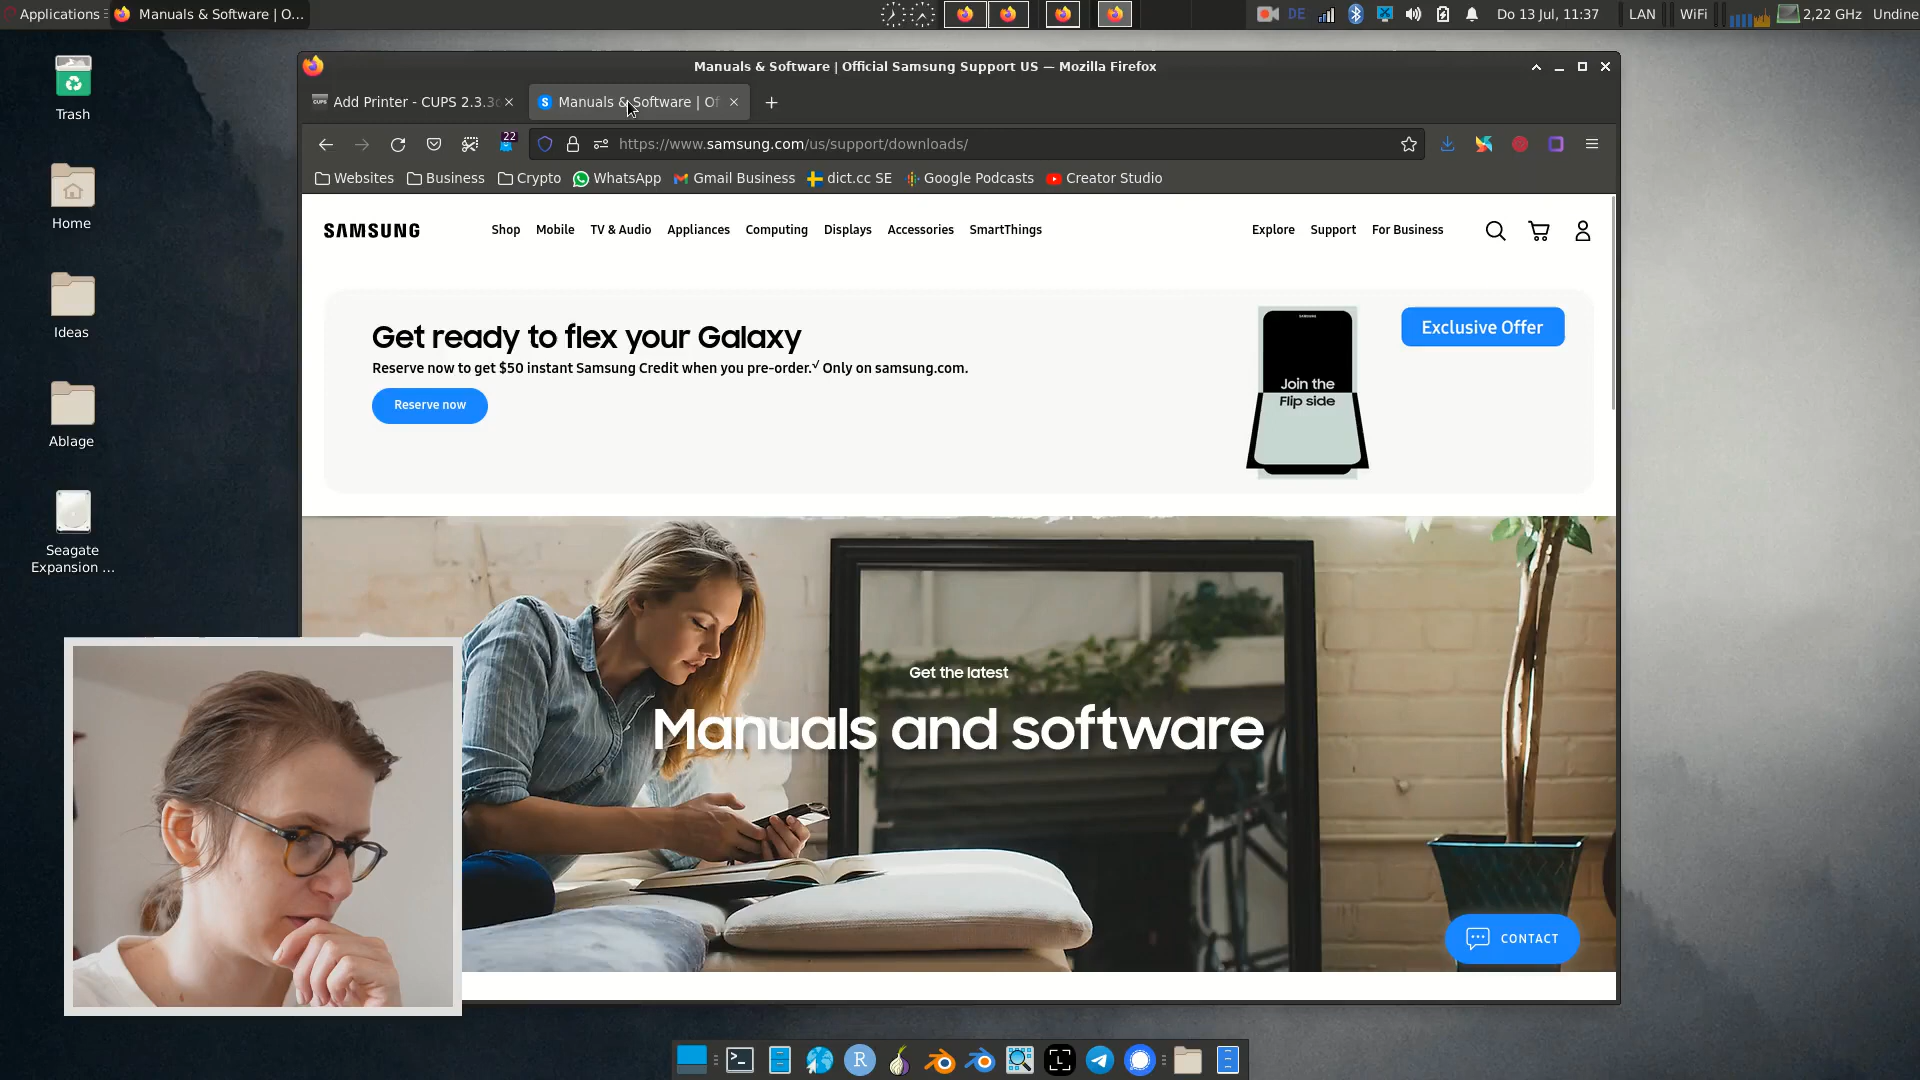 Applications
Manuals & Software | O...
DE
Do 13 Jul, 11:37
LAN
WiFi
2,22 GHz
Undine
Trash
Home
Ideas
Ablage
Seagate
Expansion ...
Manuals & Software | Official Samsung Support US — Mozilla Firefox
CUPS
Add Printer - CUPS 2.3.3
S
Manuals & Software | Of
22
https://www.samsung.com/us/support/downloads/
Websites
Business
Crypto
WhatsApp
Gmail Business
dict.cc SE
Google Podcasts
Creator Studio
SAMSUNG
Shop
Mobile
TV & Audio
Appliances
Computing
Displays
Accessories
SmartThings
Explore
Support
For Business
Get ready to flex your Galaxy
Reserve now to get $50 instant Samsung Credit when you pre-order.√ Only on samsung.com.
Reserve now
SAMSUNG
Join the
Flip side
Exclusive Offer
Get the latest
Manuals and software
CONTACT
R
L